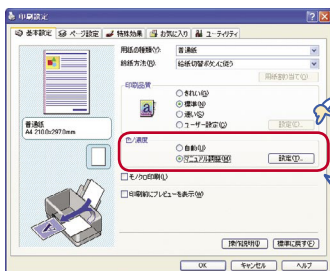 印刷設定
基本設定 ページ設定 特殊効果 お気に入り ユーティリティ
用紙の種類(Y): 普通紙
給紙方法(P): 給紙切替ボタンに従う
用紙割り当て(G)
印刷品質
きれい(G)
標準(N)
速い(S)
ユーザー設定(C)
設定(D)...
普通紙
A4 210.0x297.0mm
色/濃度
自動(U)
マニュアル調整(M)
設定(T)...
モノクロ印刷(L)
印刷前にプレビューを表示(W)
操作説明(I)
標準に戻す(F)
OK
キャンセル
ヘルプ